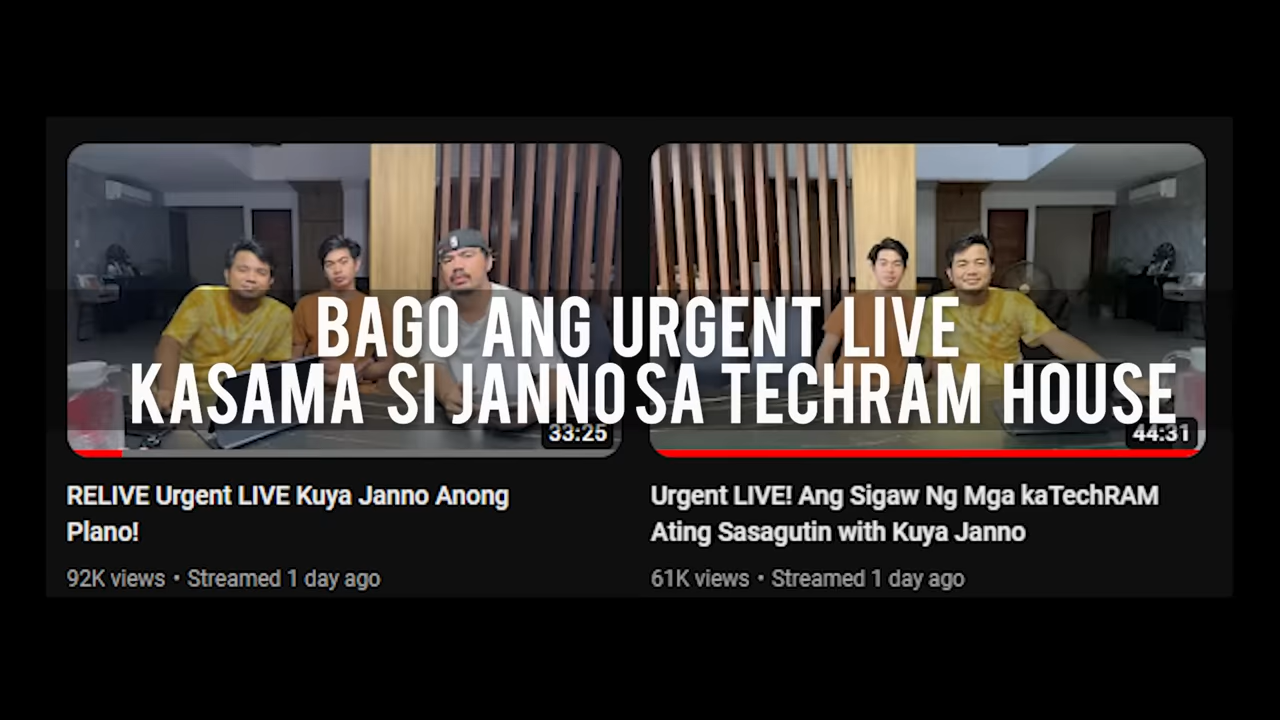 BAGO ANG URGENT LIVE
KASAMA SI JANNO SA TECHRAM HOUSE
33:25
44:31
RELIVE Urgent LIVE Kuya Janno Anong
Plano!
92K views • Streamed 1 day ago
Urgent LIVE! Ang Sigaw Ng Mga kaTechRAM
Ating Sasagutin with Kuya Janno
61K views • Streamed 1 day ago